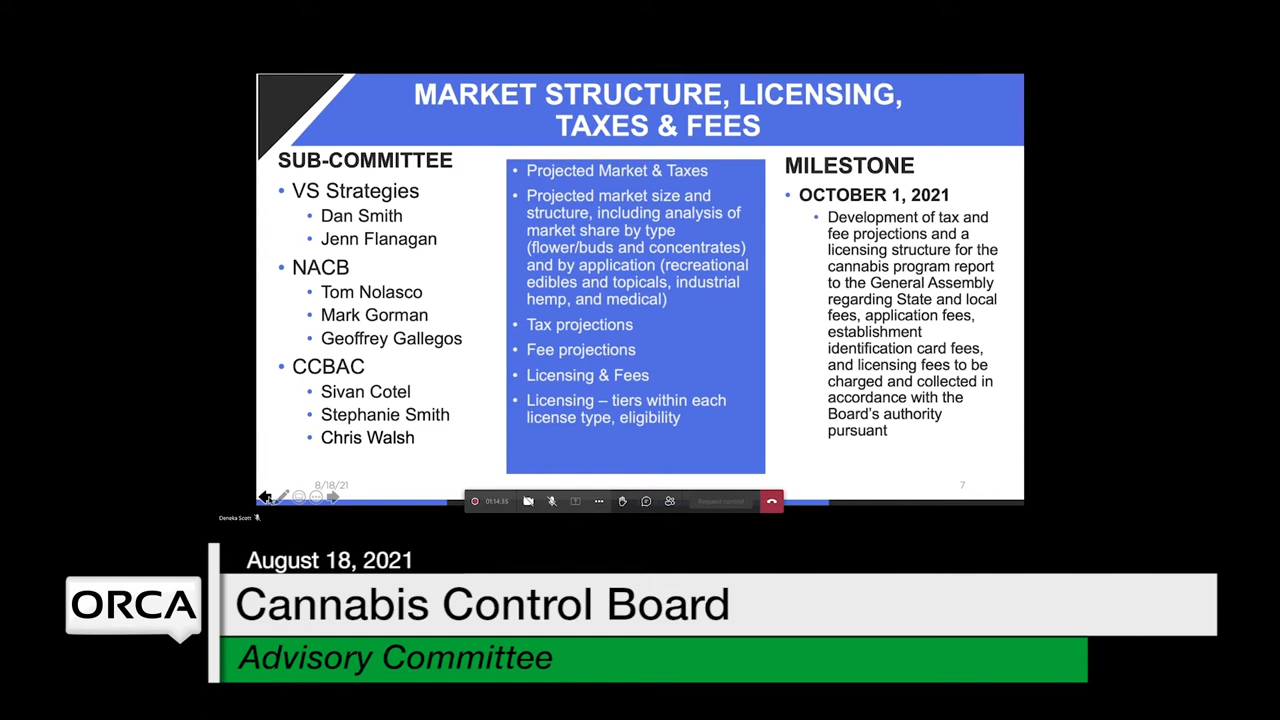 MARKET STRUCTURE, LICENSING,
TAXES & FEES
SUB-COMMITTEE
• VS Strategies
• Dan Smith
• Jenn Flanagan
• NACB
• Tom Nolasco
• Mark Gorman
• Geoffrey Gallegos
• CCBAC
• Sivan Cotel
• Stephanie Smith
• Chris Walsh
• Projected Market & Taxes
• Projected market size and
structure, including analysis of
market share by type
(flower/buds and concentrates)
and by application (recreational
edibles and topicals, industrial
hemp, and medical)
• Tax projections
• Fee projections
• Licensing & Fees
• Licensing – tiers within each
license type, eligibility
MILESTONE
• OCTOBER 1, 2021
• Development of tax and
fee projections and a
licensing structure for the
cannabis program report
to the General Assembly
regarding State and local
fees, application fees,
establishment
identification card fees,
and licensing fees to be
charged and collected in
accordance with the
Board's authority
pursuant
8/18/21
7
01:14:35
Request control
Deneka Scott
August 18, 2021
ORCA
Cannabis Control Board
Advisory Committee